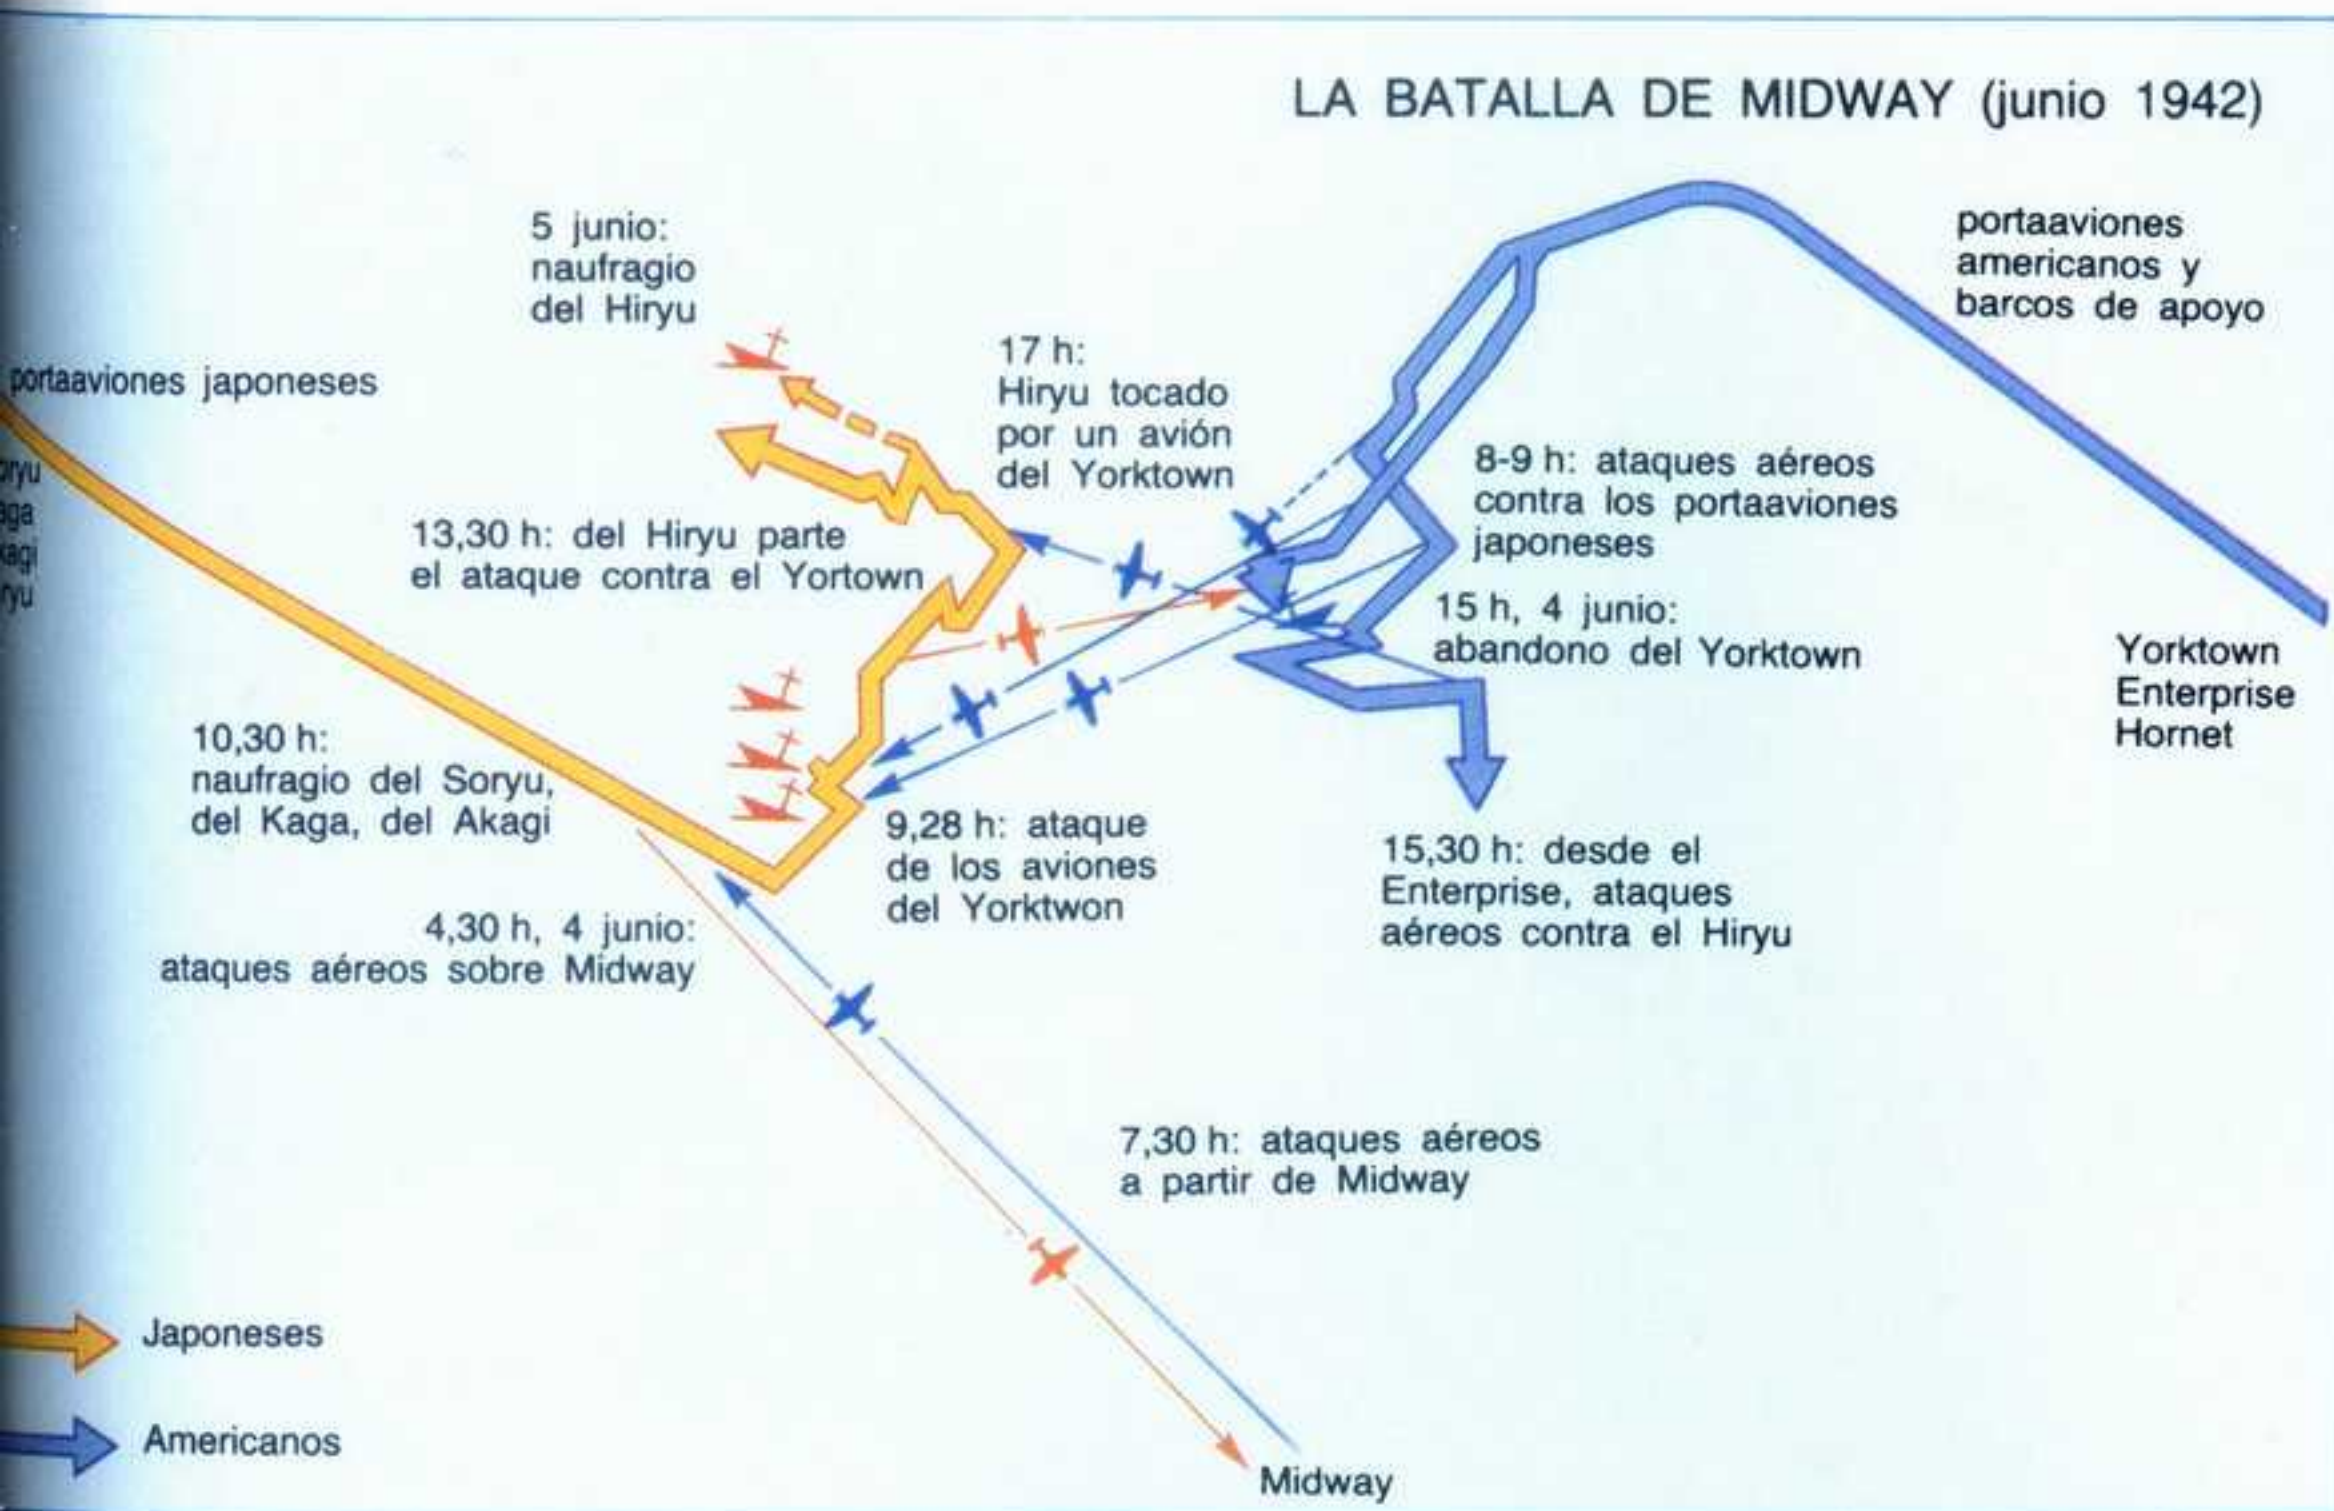 LA BATALLA DE MIDWAY (junio 1942)
5 junio:
naufragio
del Hiryu
portaaviones
americanos y
barcos de apoyo
17 h:
Hiryu tocado
por un avión
del Yorktown
portaaviones japoneses
8-9 h: ataques aéreos
contra los portaaviones
japoneses
13,30 h: del Hiryu parte
el ataque contra el Yortown
15 h, 4 junio:
abandono del Yorktown
Yorktown
Enterprise
Hornet
10,30 h:
naufragio del Soryu,
del Kaga, del Akagi
9,28 h: ataque
de los aviones
del Yorktwon
15,30 h: desde el
Enterprise, ataques
aéreos contra el Hiryu
4,30 h, 4 junio:
ataques aéreos sobre Midway
7,30 h: ataques aéreos
a partir de Midway
Japoneses
Americanos
Midway